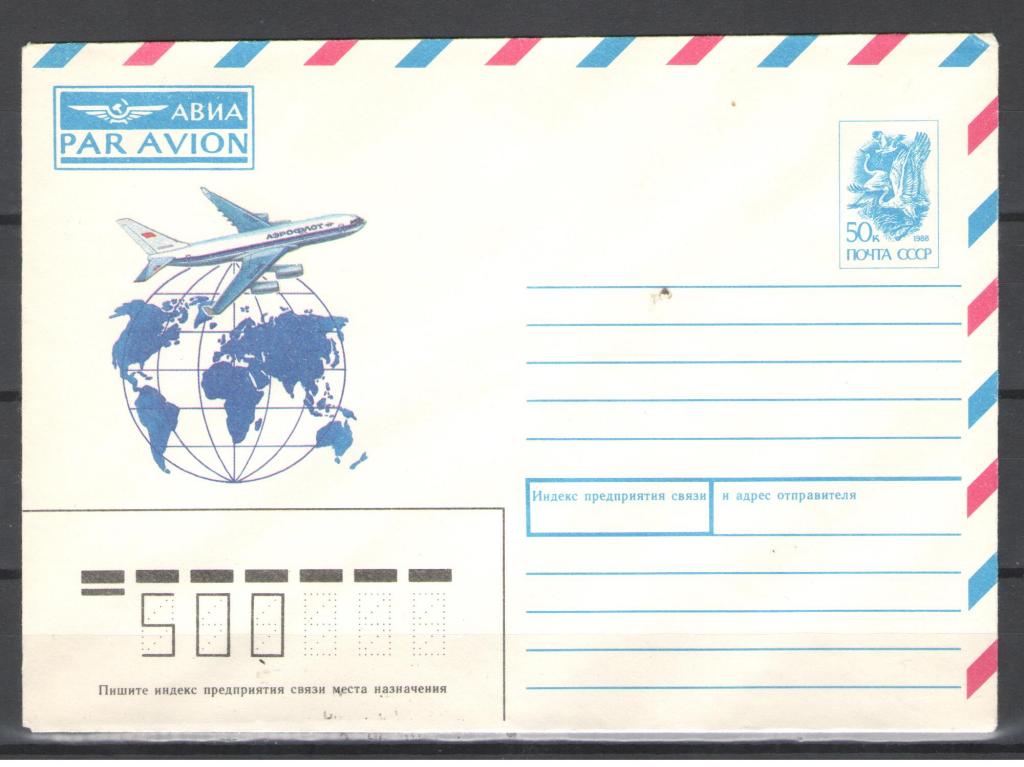 АВИА
PAR AVION
АЭРОФЛОТ
50к 1988
ПОЧТА СССР
Индекс предприятия связи и адрес отправителя
500
Пишите индекс предприятия связи места назначения